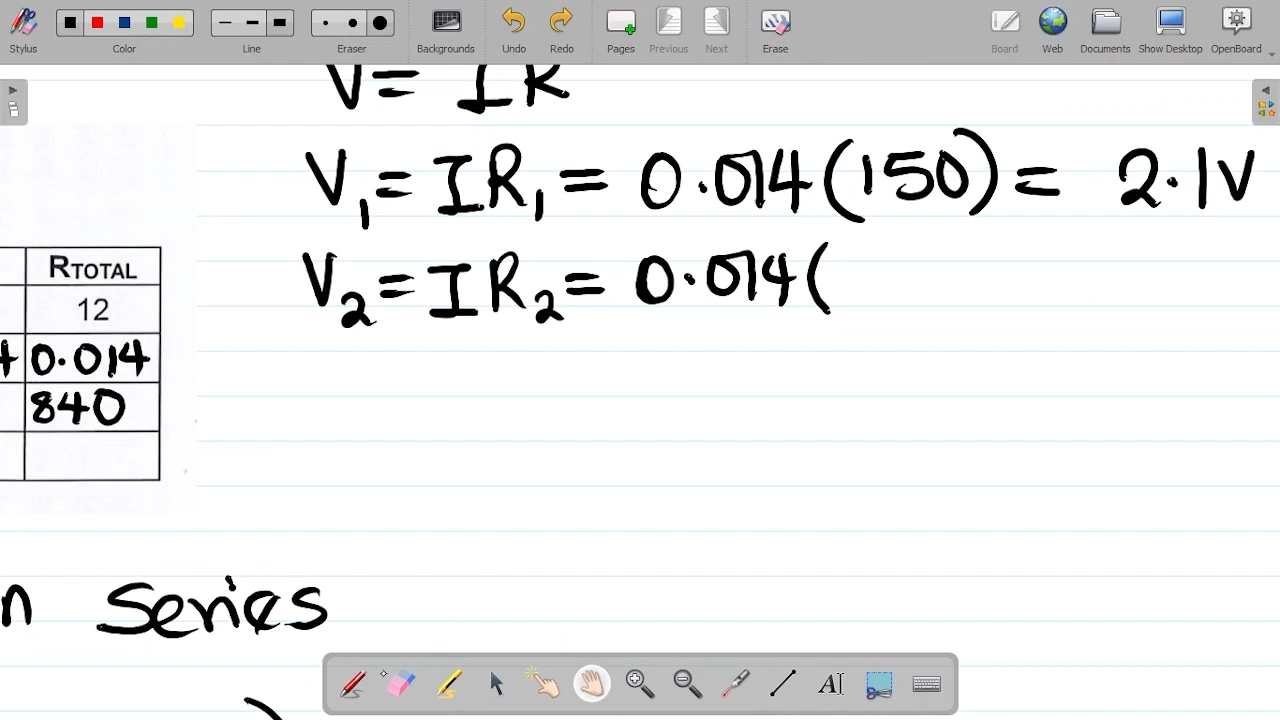 Stylus Color Line Eraser Backgrounds Undo Redo Pages Previous Next Erase Board Web Documents Show Desktop OpenBoard
V = IR
V₁ = IR₁ = 0.014(150) = 2.1V
V₂ = IR₂ = 0.014(
RTOTAL
12
4 0.014
840
n series
)